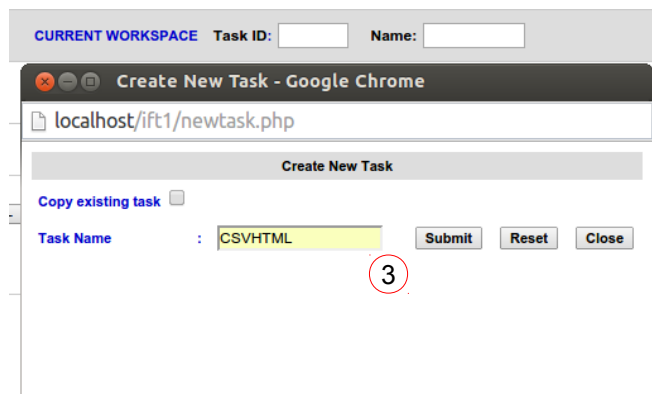 CURRENT WORKSPACE Task ID: Name:
Create New Task - Google Chrome
localhost/ift1/newtask.php
Create New Task
Copy existing task
Task Name : CSVHTML Submit Reset Close
3